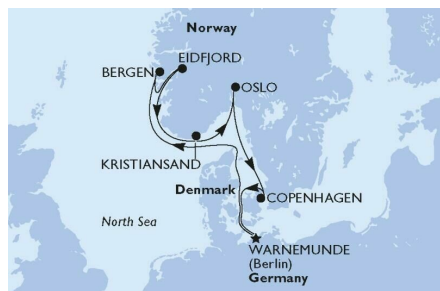 Norway
EIDFJORD
BERGEN
OSLO
KRISTIANSAND
Denmark
COPENHAGEN
North Sea
WARNEMUNDE
(Berlin)
Germany